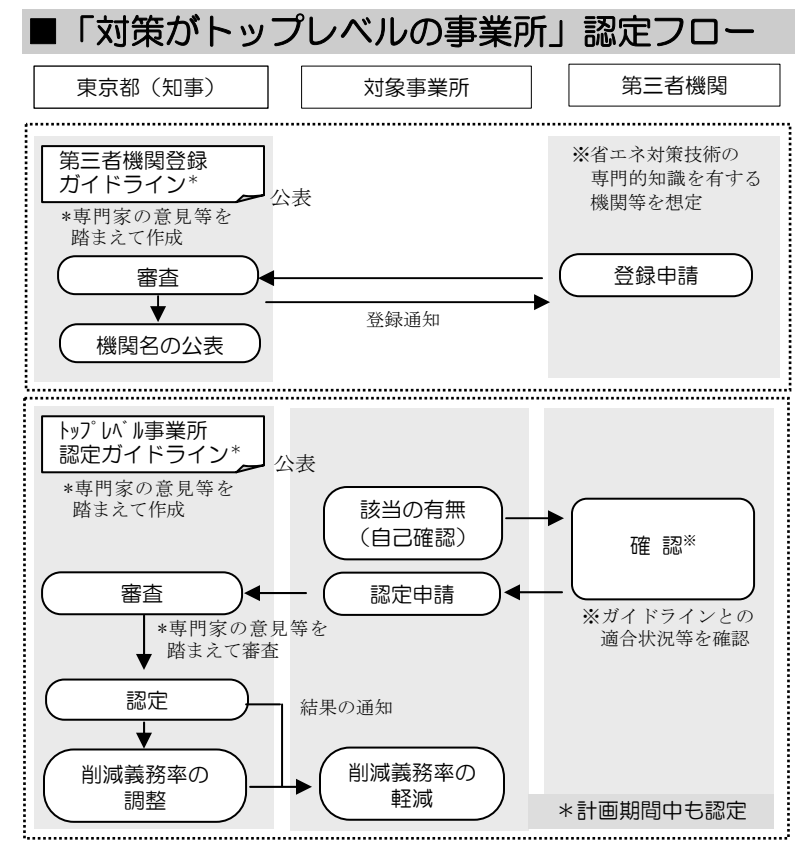 ■「対策がトップレベルの事業所」認定フロー
東京都（知事）
対象事業所
第三者機関
第三者機関登録
ガイドライン*
公表
*専門家の意見等を
踏まえて作成
※省エネ対策技術の
専門的知識を有する
機関等を想定
審査
登録申請
登録通知
機関名の公表
ﾄｯﾌﾟﾚﾍﾞﾙ事業所
認定ガイドライン*
公表
*専門家の意見等を
踏まえて作成
該当の有無
（自己確認）
確 認※
審査
認定申請
※ガイドラインとの
適合状況等を確認
*専門家の意見等を
踏まえて審査
認定
結果の通知
削減義務率の
調整
削減義務率の
軽減
＊計画期間中も認定